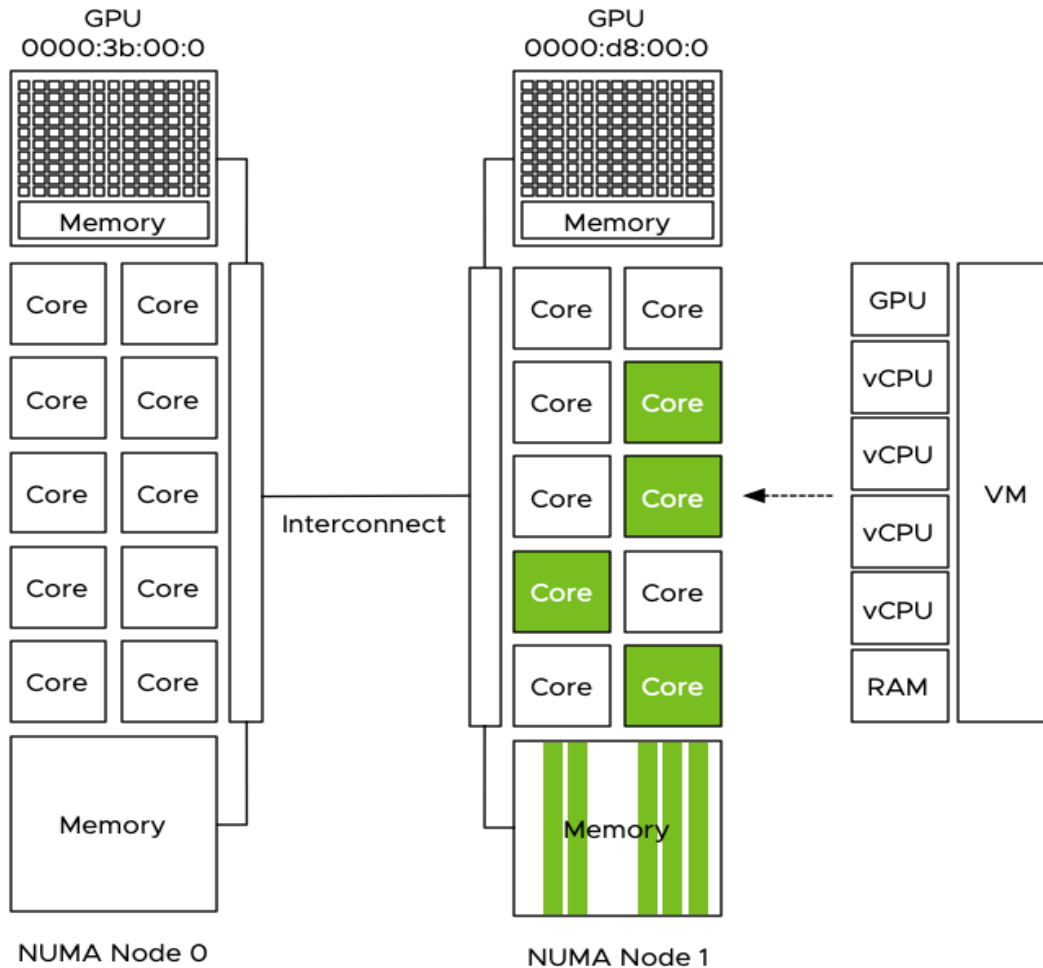 GPU
0000:3b:00:0
Memory
Core Core
Core Core
Core Core
Core Core
Core Core
Memory
NUMA Node 0
Interconnect
GPU
0000:d8:00:0
Memory
Core Core
Core Core
Core Core
Core Core
Core Core
Memory
NUMA Node 1
GPU
vCPU
vCPU
vCPU
vCPU
RAM
VM